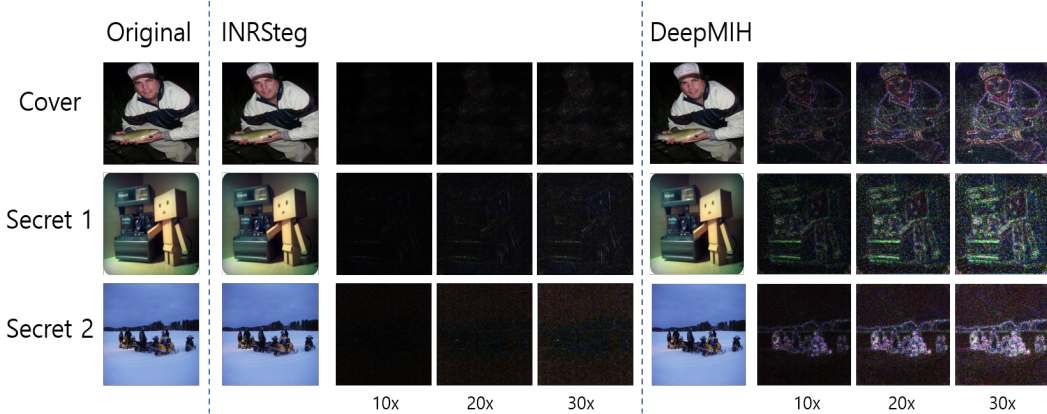 Original INRSteg DeepMIH
Cover
Secret 1
Secret 2
10x 20x 30x 10x 20x 30x